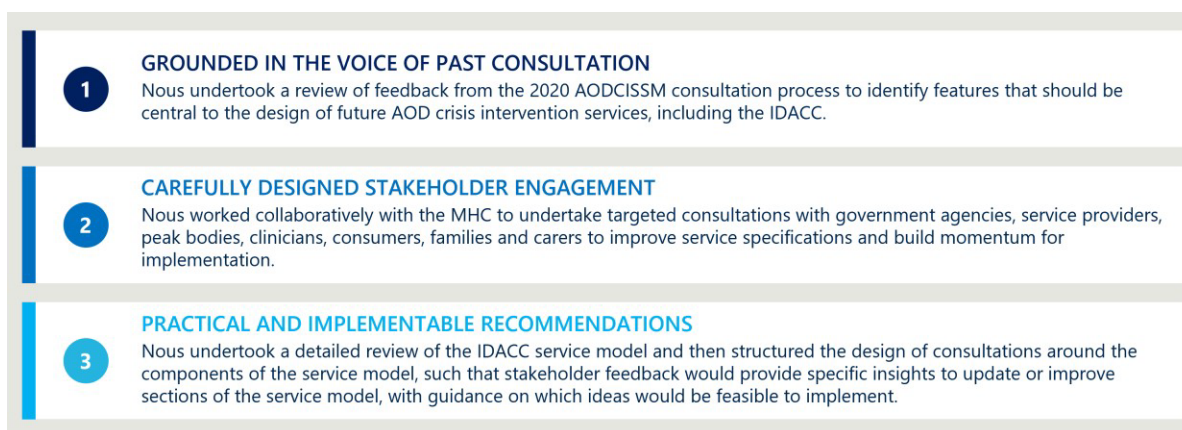 1
GROUNDED IN THE VOICE OF PAST CONSULTATION
Nous undertook a review of feedback from the 2020 AODCISSM consultation process to identify features that should be
central to the design of future AOD crisis intervention services, including the IDACC.
2
CAREFULLY DESIGNED STAKEHOLDER ENGAGEMENT
Nous worked collaboratively with the MHC to undertake targeted consultations with government agencies, service providers,
peak bodies, clinicians, consumers, families and carers to improve service specifications and build momentum for
implementation.
3
PRACTICAL AND IMPLEMENTABLE RECOMMENDATIONS
Nous undertook a detailed review of the IDACC service model and then structured the design of consultations around the
components of the service model, such that stakeholder feedback would provide specific insights to update or improve
sections of the service model, with guidance on which ideas would be feasible to implement.